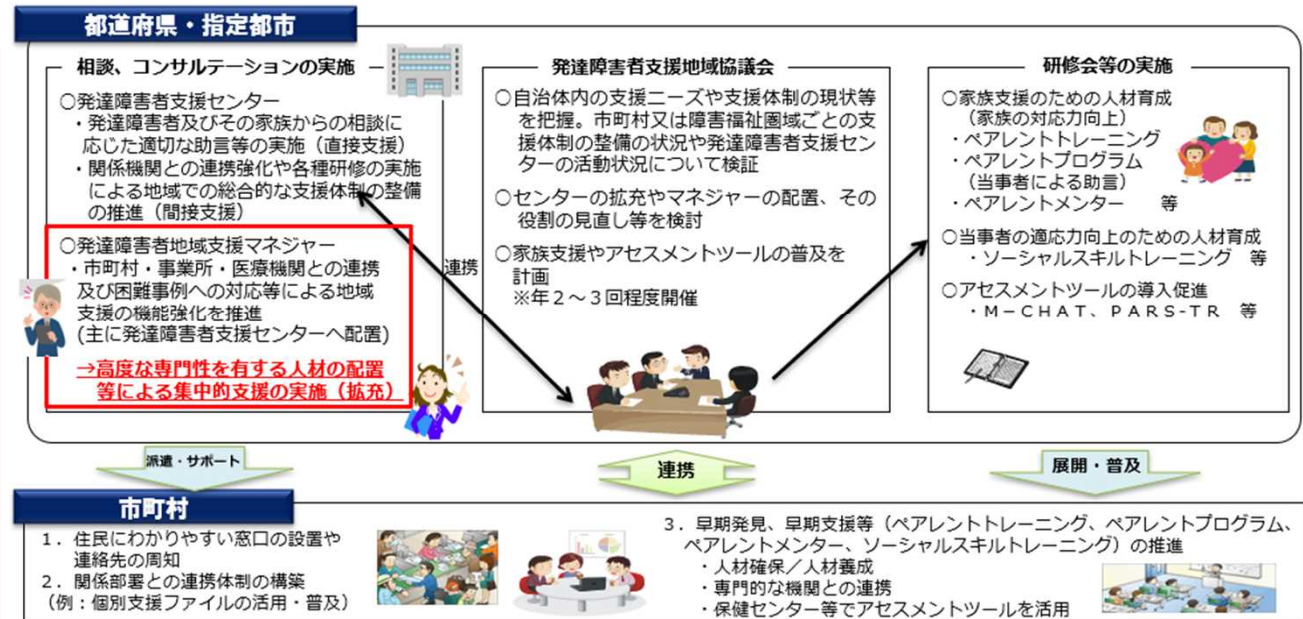 都道府県・指定都市
相談、コンサルテーションの実施
○発達障害者支援センター
・発達障害者及びその家族からの相談に
応じた適切な助言等の実施（直接支援）
・関係機関との連携強化や各種研修の実施
による地域での総合的な支援体制の整備
の推進（間接支援）
○発達障害者地域支援マネジャー
・市町村・事業所・医療機関との連携
及び困難事例への対応等による地域
支援の機能強化を推進
(主に発達障害者支援センターへ配置)
→高度な専門性を有する人材の配置
等による集中的支援の実施（拡充）
連携
発達障害者支援地域協議会
○自治体内の支援ニーズや支援体制の現状等
を把握。市町村又は障害福祉圏域ごとの支
援体制の整備の状況や発達障害者支援セン
ターの活動状況について検証
○センターの拡充やマネジャーの配置、その
役割の見直し等を検討
○家族支援やアセスメントツールの普及を
計画
※年２～３回程度開催
研修会等の実施
○家族支援のための人材育成
（家族の対応力向上）
・ペアレントトレーニング
・ペアレントプログラム
（当事者による助言）
・ペアレントメンター　等
○当事者の適応力向上のための人材育成
・ソーシャルスキルトレーニング　等
○アセスメントツールの導入促進
・Ｍ－ＣＨＡＴ、ＰＡＲＳ-ＴＲ　等
派遣・サポート
連携
展開・普及
市町村
１．住民にわかりやすい窓口の設置や
連絡先の周知
２．関係部署との連携体制の構築
（例：個別支援ファイルの活用・普及）
３．早期発見、早期支援等（ペアレントトレーニング、ペアレントプログラム、
ペアレントメンター、ソーシャルスキルトレーニング）の推進
・人材確保／人材養成
・専門的な機関との連携
・保健センター等でアセスメントツールを活用